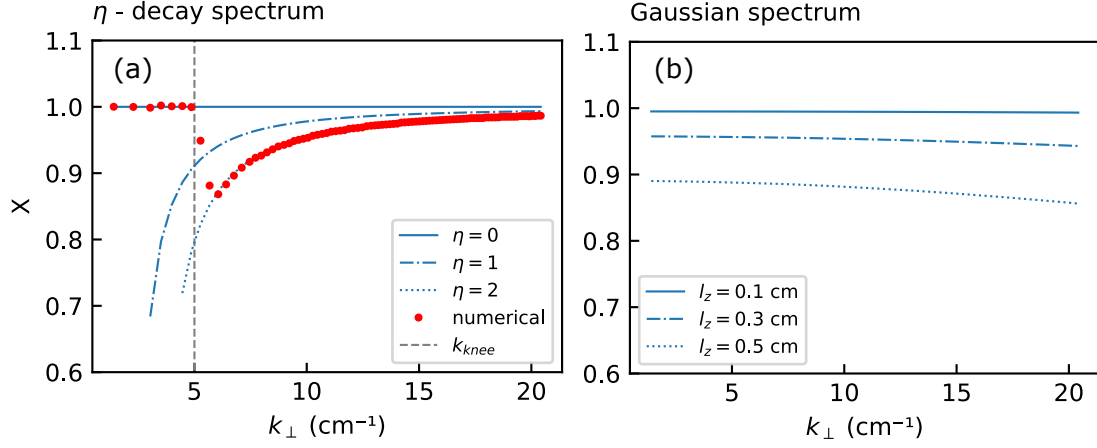 η - decay spectrum
(a)
X
1.1
1.0
0.9
0.8
0.7
0.6
η = 0
η = 1
η = 2
numerical
k_knee
5
10
15
20
k⊥ (cm⁻¹)
Gaussian spectrum
(b)
1.1
1.0
0.9
0.8
0.7
0.6
l_z = 0.1 cm
l_z = 0.3 cm
l_z = 0.5 cm
5
10
15
20
k⊥ (cm⁻¹)